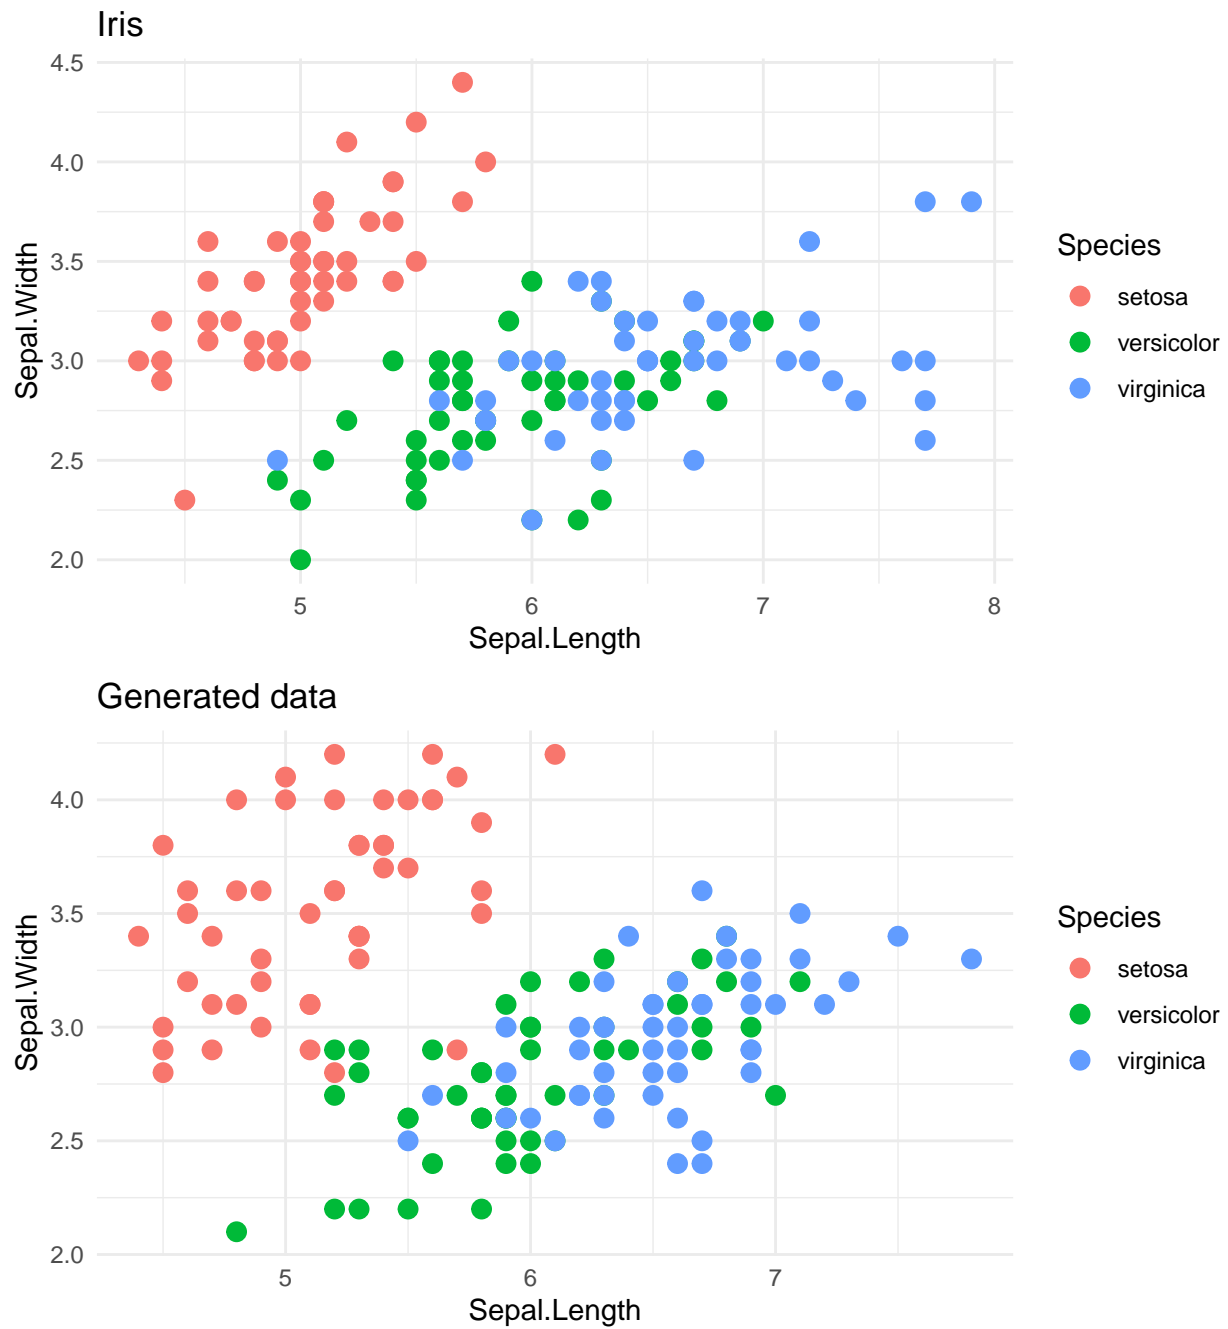 Iris
4.5
4.0
3.5
3.0
2.5
2.0
Sepal.Width
5 6 7 8
Sepal.Length
Species
setosa
versicolor
virginica
Generated data
4.0
3.5
3.0
2.5
2.0
Sepal.Width
5 6 7
Sepal.Length
Species
setosa
versicolor
virginica